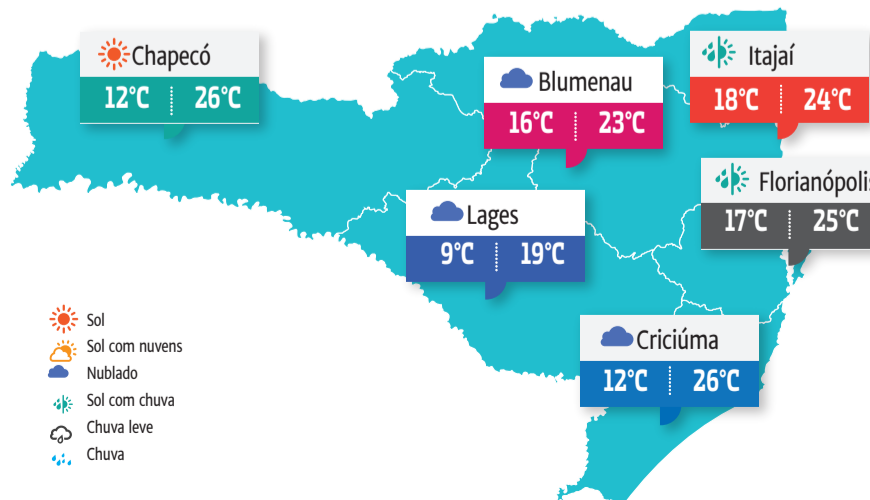 Chapecó
12°C 26°C
Blumenau
16°C 23°C
Itajaí
18°C 24°C
Florianópolis
17°C 25°C
Lages
9°C 19°C
Criciúma
12°C 26°C
Sol
Sol com nuvens
Nublado
Sol com chuva
Chuva leve
Chuva